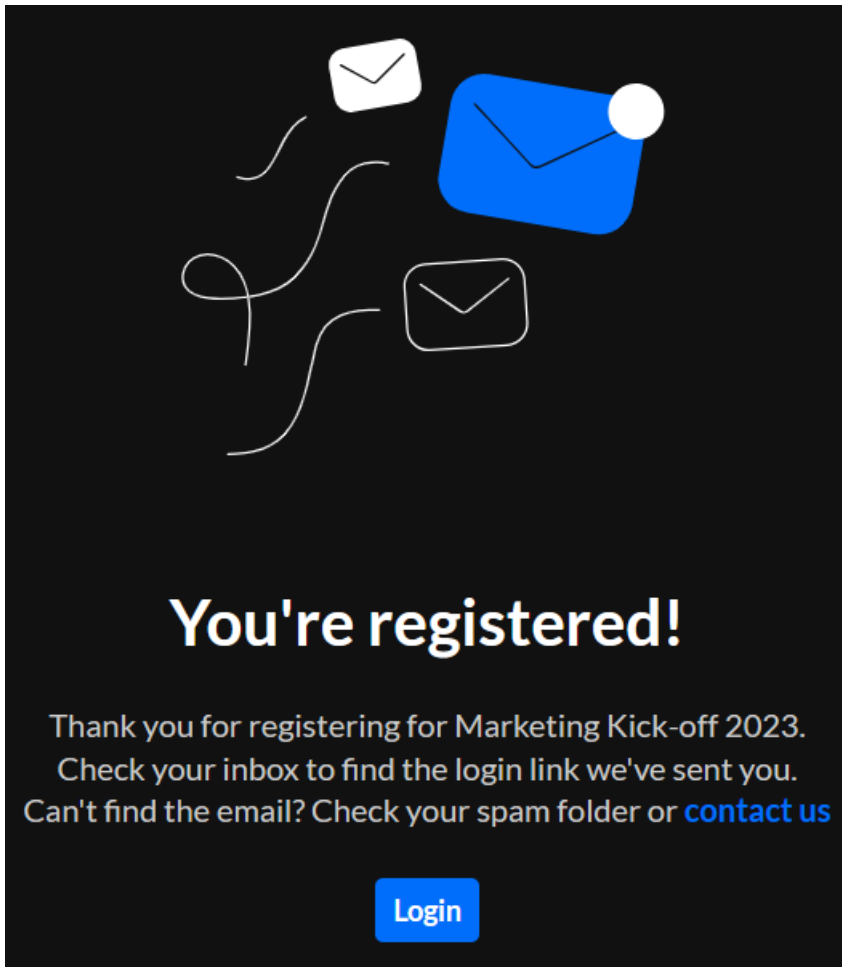 You're registered!
Thank you for registering for Marketing Kick-off 2023.
Check your inbox to find the login link we've sent you.
Can't find the email? Check your spam folder or contact us
Login